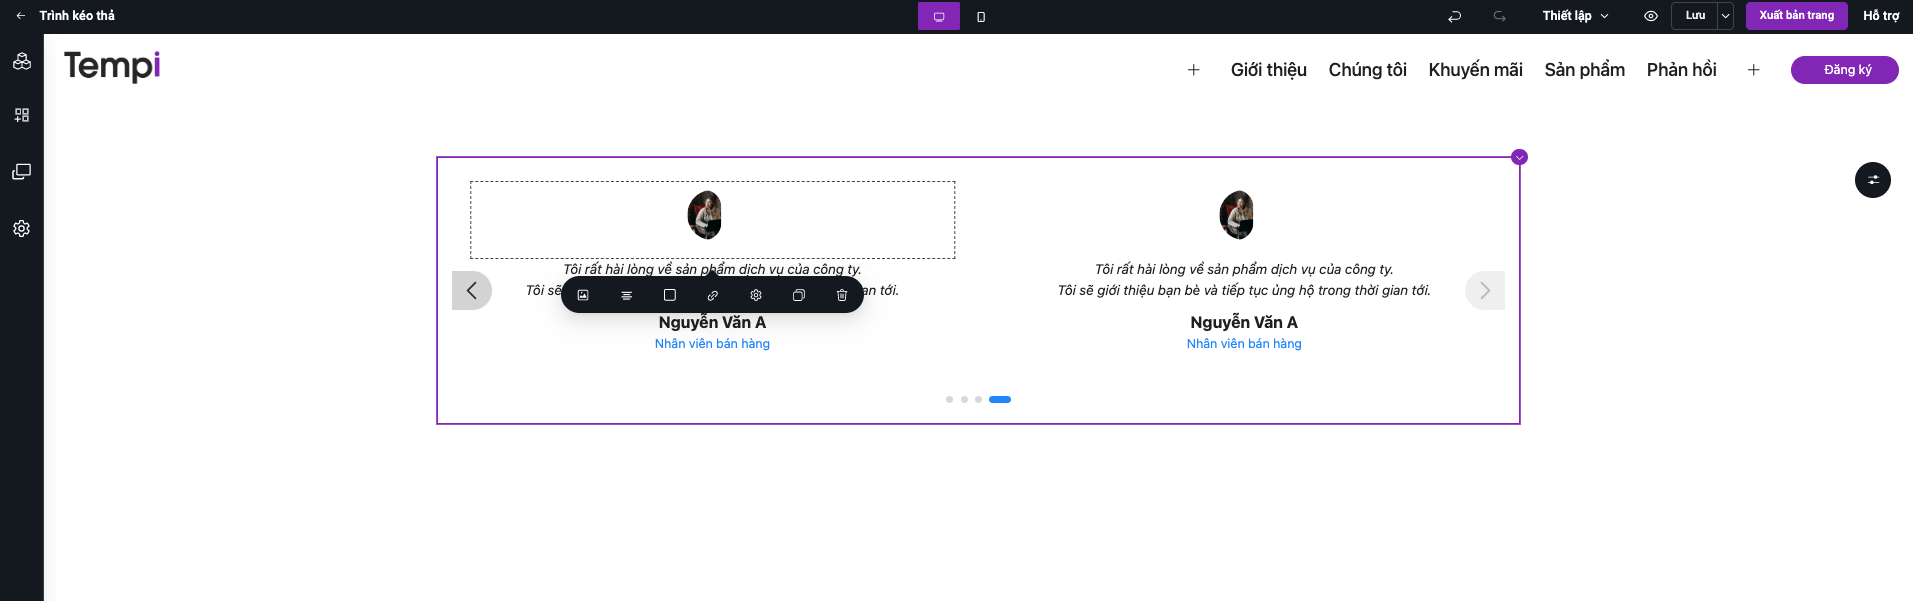 Trình kéo thả
Thiết lập
Lưu
Xuất bản trang
Hỗ trợ
Tempi
Giới thiệu
Chúng tôi
Khuyến mãi
Sản phẩm
Phản hồi
Đăng ký
Tôi rất hài lòng về sản phẩm dịch vụ của công ty.
Tôi sẽ
an tới.
Nguyễn Văn A
Nhân viên bán hàng
Tôi rất hài lòng về sản phẩm dịch vụ của công ty.
Tôi sẽ giới thiệu bạn bè và tiếp tục ủng hộ trong thời gian tới.
Nguyễn Văn A
Nhân viên bán hàng